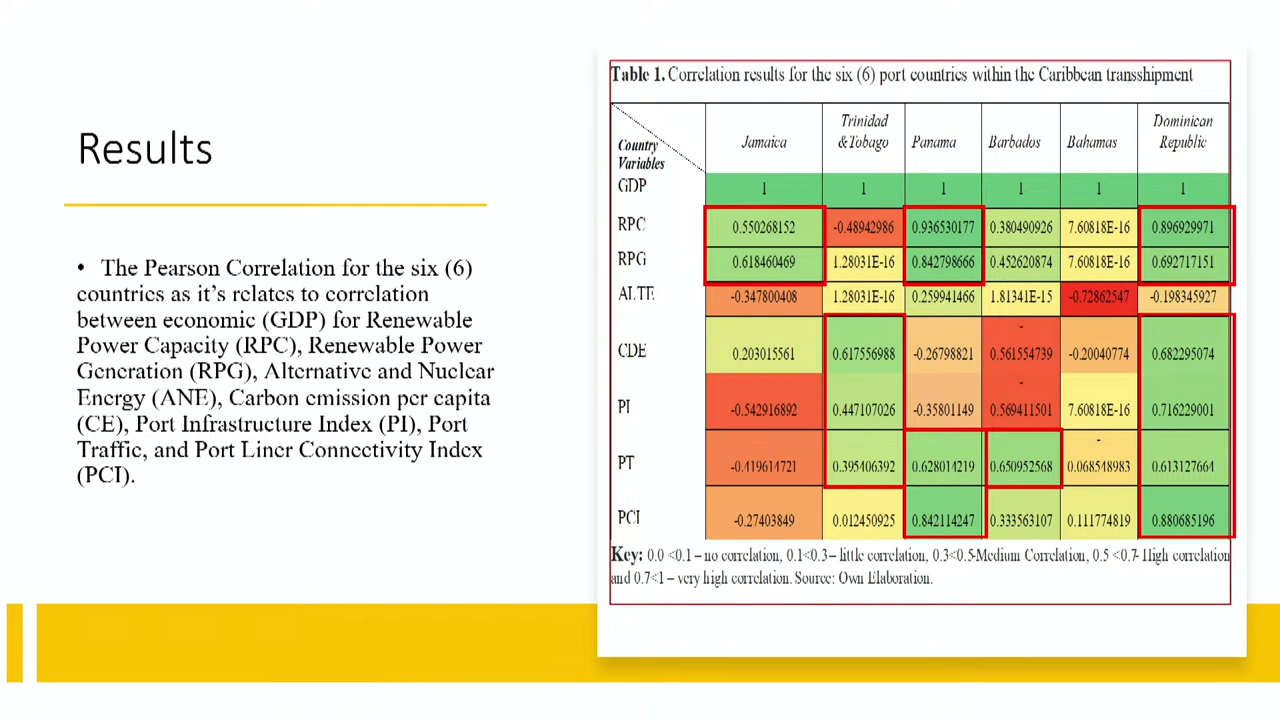 Results
• The Pearson Correlation for the six (6)
countries as it’s relates to correlation
between economic (GDP) for Renewable
Power Capacity (RPC), Renewable Power
Generation (RPG), Alternative and Nuclear
Energy (ANE), Carbon emission per capita
(CE), Port Infrastructure Index (PI), Port
Traffic, and Port Liner Connectivity Index
(PCI).
Table 1. Correlation results for the six (6) port countries within the Caribbean transshipment
Country Variables Jamaica Trinidad &Tobago Panama Barbados Bahamas Dominican Republic
GDP 1 1 1 1 1 1
RPC 0.550268152 -0.48942986 0.936530177 0.380490926 7.60818E-16 0.896929971
RPG 0.618460469 1.28031E-16 0.842798666 0.452620874 7.60818E-16 0.692717151
ALTE -0.347800408 1.28031E-16 0.259941466 1.81341E-15 -0.72862547 -0.198345927
CDE 0.203015561 0.617556988 -0.26798821 -0.561554739 -0.20040774 0.682295074
PI -0.542916892 0.447107026 -0.35801149 -0.569411501 7.60818E-16 0.716229001
PT -0.419614721 0.395406392 0.628014219 0.650952568 -0.068548983 0.613127664
PCI -0.27403849 0.012450925 0.842114247 0.333563107 0.111774819 0.880685196
Key: 0.0 <0.1 – no correlation, 0.1<0.3 – little correlation, 0.3<0.5-Medium Correlation, 0.5 <0.7- High correlation
and 0.7<1 – very high correlation. Source: Own Elaboration.